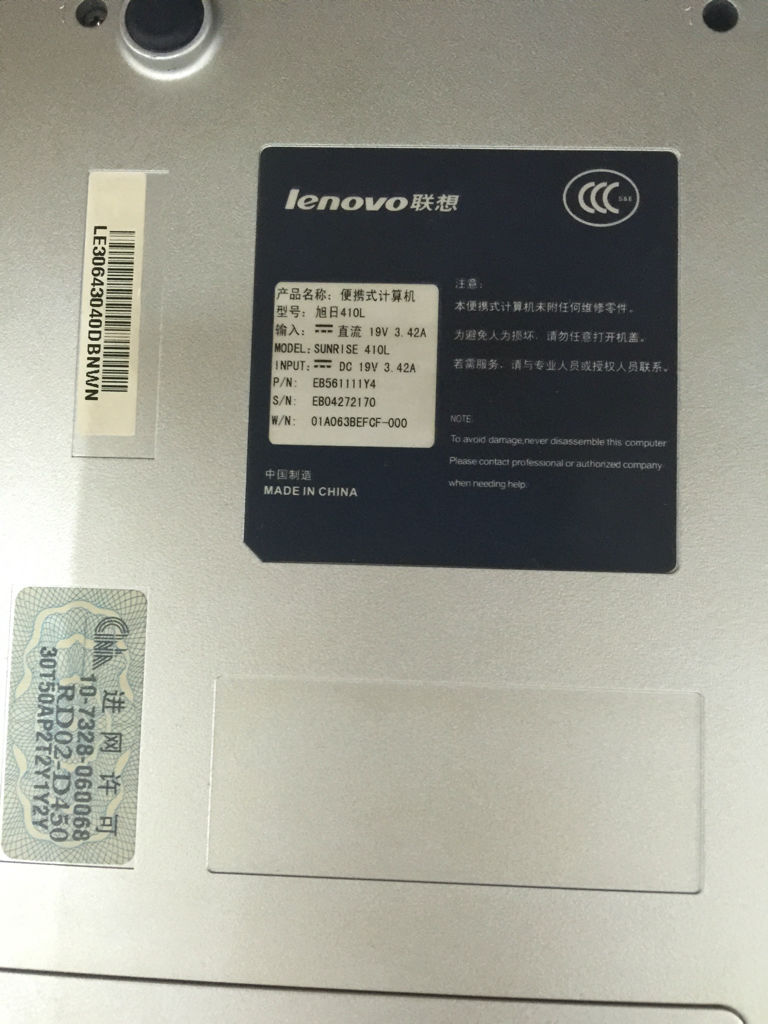 lenovo联想
S&E
产品名称: 便携式计算机
型号: 旭日410L
输入: 直流 19V 3.42A
MODEL: SUNRISE 410L
INPUT: DC 19V 3.42A
P/N: EB561111Y4
S/N: EB04272170
W/N: 01A063BEFCF-000
中国制造
MADE IN CHINA
注意:
本便携式计算机未附任何维修零件。
为避免人为损坏、请勿任意打开机盖。
若需服务、请与专业人员或授权人员联系。
NOTE:
To avoid damage,never disassemble this computer
Please contact professional or authorized company
when needing help.
LE30643040DBNWN
进网许可
10-7328-060068
RD02-D450
30T50AP2T2Y1Y2Y